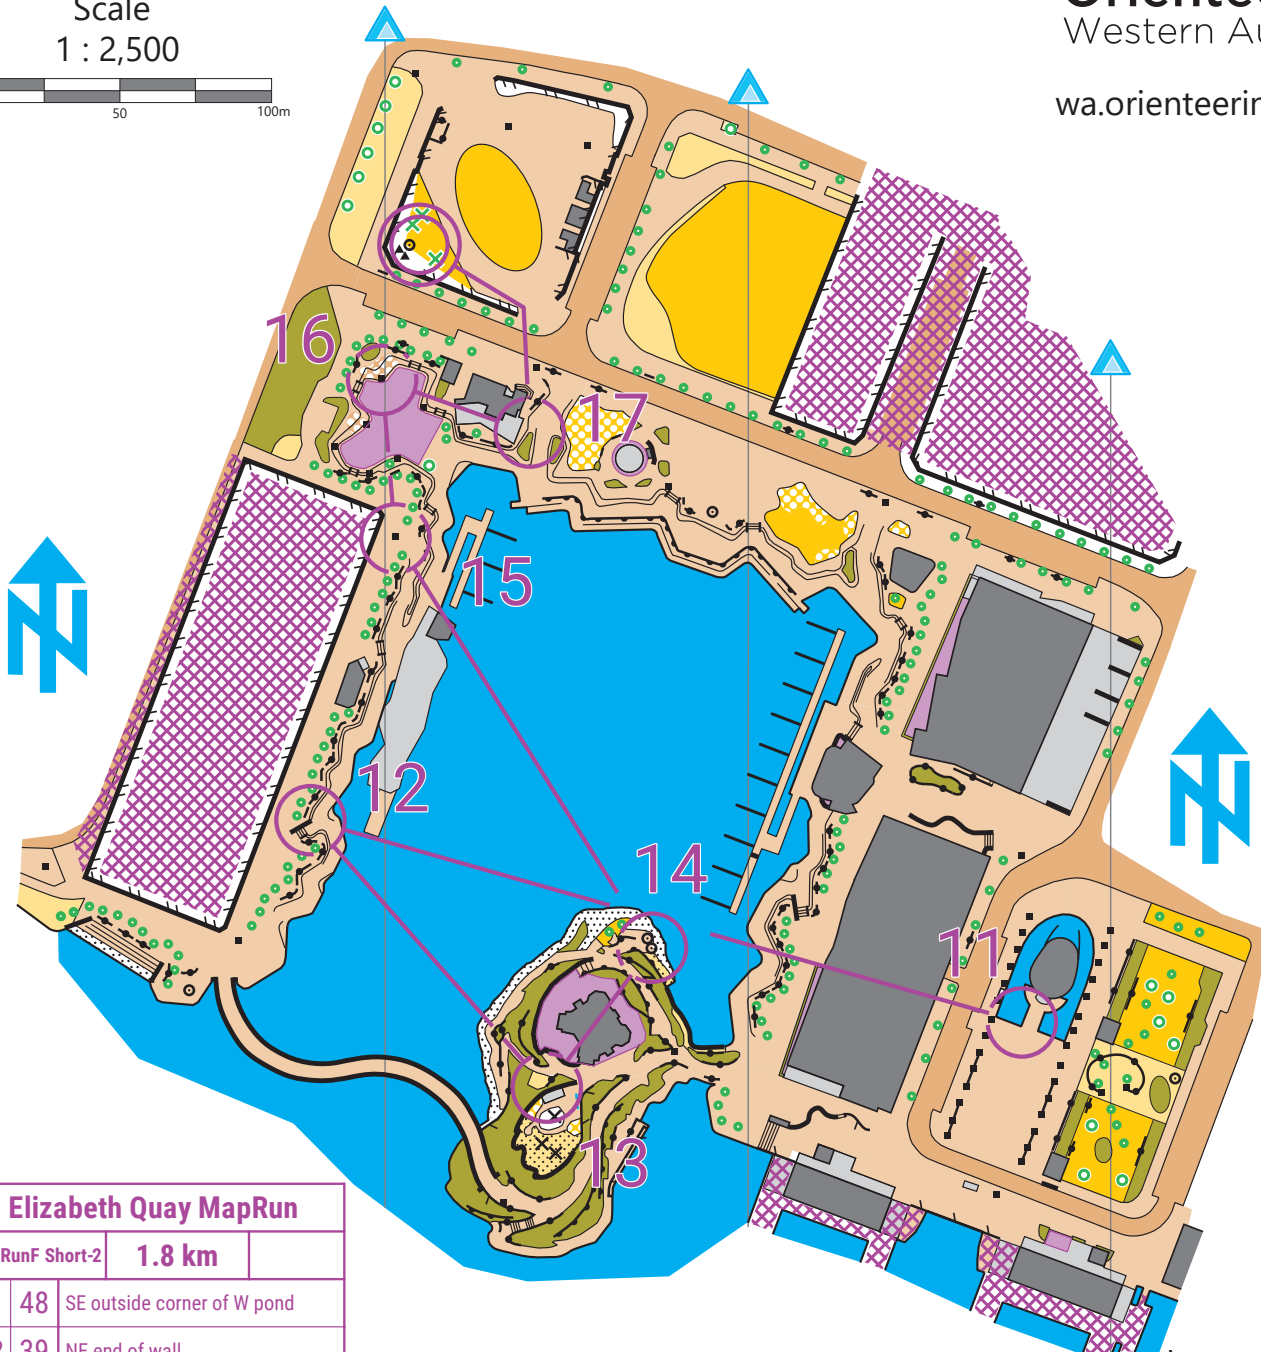 Scale
1 : 2,500
50
100m
Western Au
wa.orienteerin
16
17
15
12
14
11
13
N
N
Elizabeth Quay MapRun
RunF Short-2
1.8 km
48
SE outside corner of W pond
39
NE end of wall